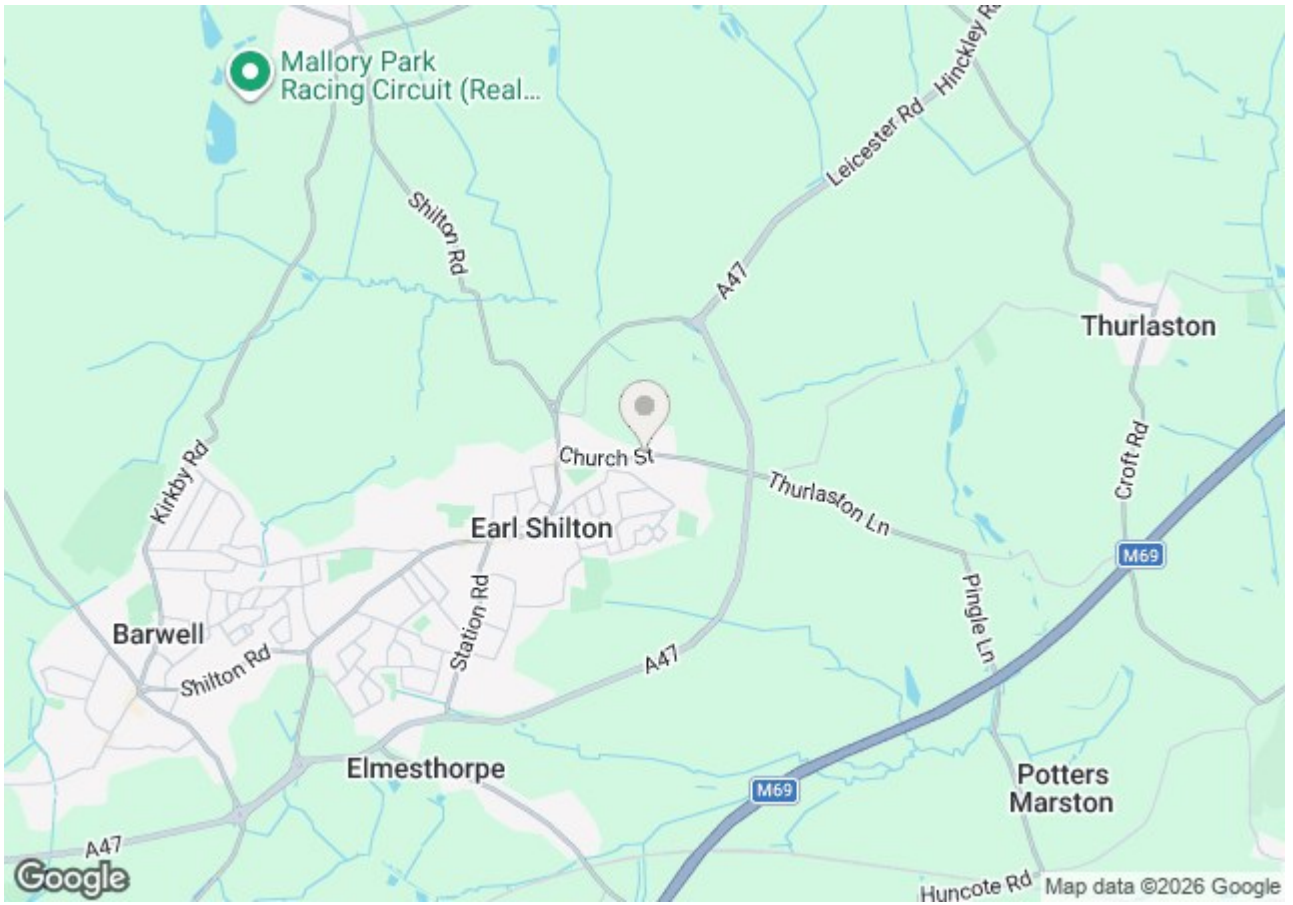 Mallory Park
Racing Circuit (Real...
Hinckley Rd
Leicester Rd
Shilton Rd
A47
Thurlaston
Kirkby Rd
Church St
Thurlaston Ln
Croft Rd
Earl Shilton
M69
Barwell
Station Rd
Pingle Ln
Shilton Rd
A47
Elmesthorpe
M69
Potters
Marston
A47
Google
Huncote Rd
Map data ©2026 Google